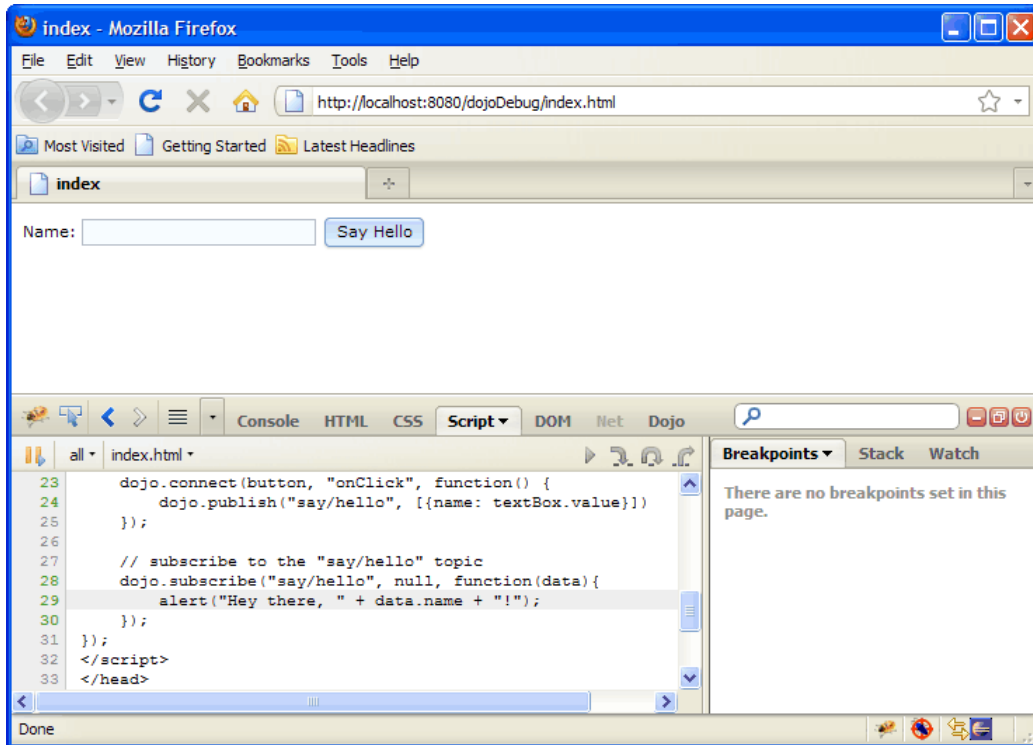 index - Mozilla Firefox
File Edit View History Bookmarks Tools Help
http://localhost:8080/dojoDebug/index.html
Most Visited Getting Started Latest Headlines
index
Name: Say Hello
Console HTML CSS Script DOM Net Dojo
all index.html
Breakpoints Stack Watch
There are no breakpoints set in this
page.
23 dojo.connect(button, "onClick", function() {
24 dojo.publish("say/hello", [{name: textBox.value}])
25 });
26
27 // subscribe to the "say/hello" topic
28 dojo.subscribe("say/hello", null, function(data){
29 alert("Hey there, " + data.name + "!");
30 });
31 });
32 </script>
33 </head>
Done